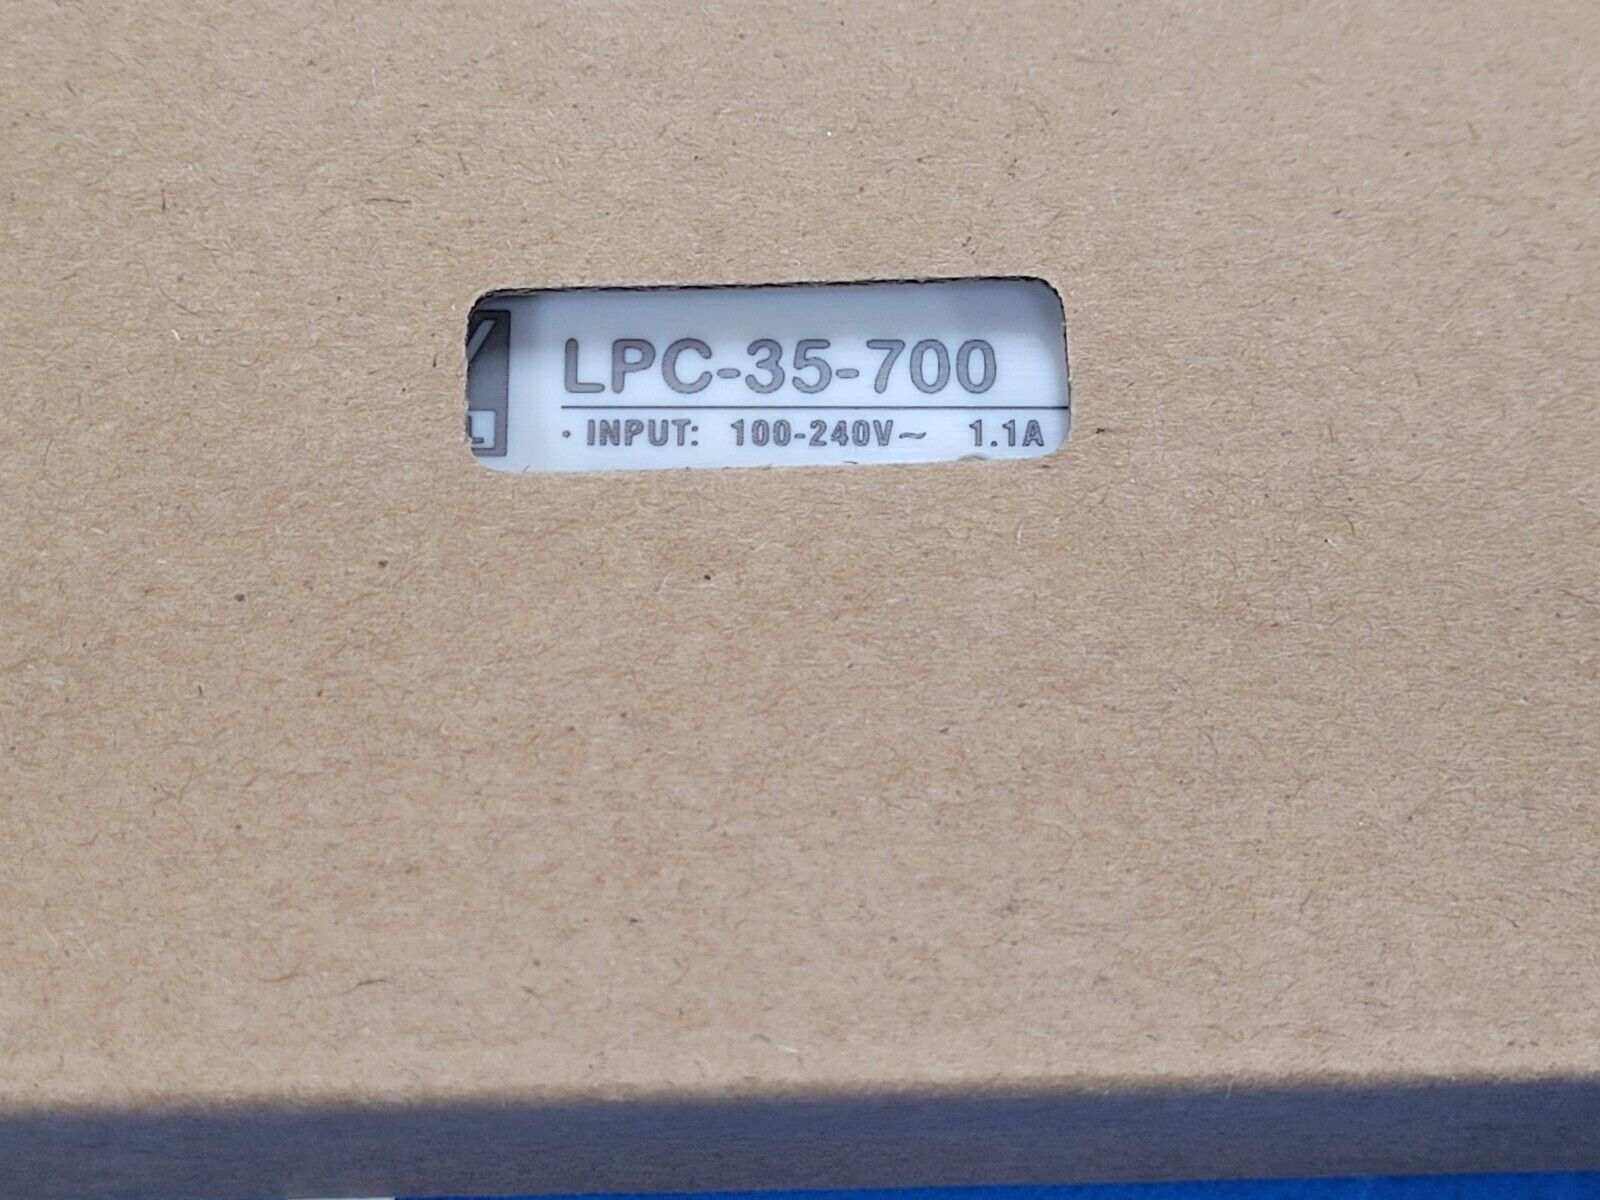 LPC-35-700
· INPUT: 100-240V~ 1.1A